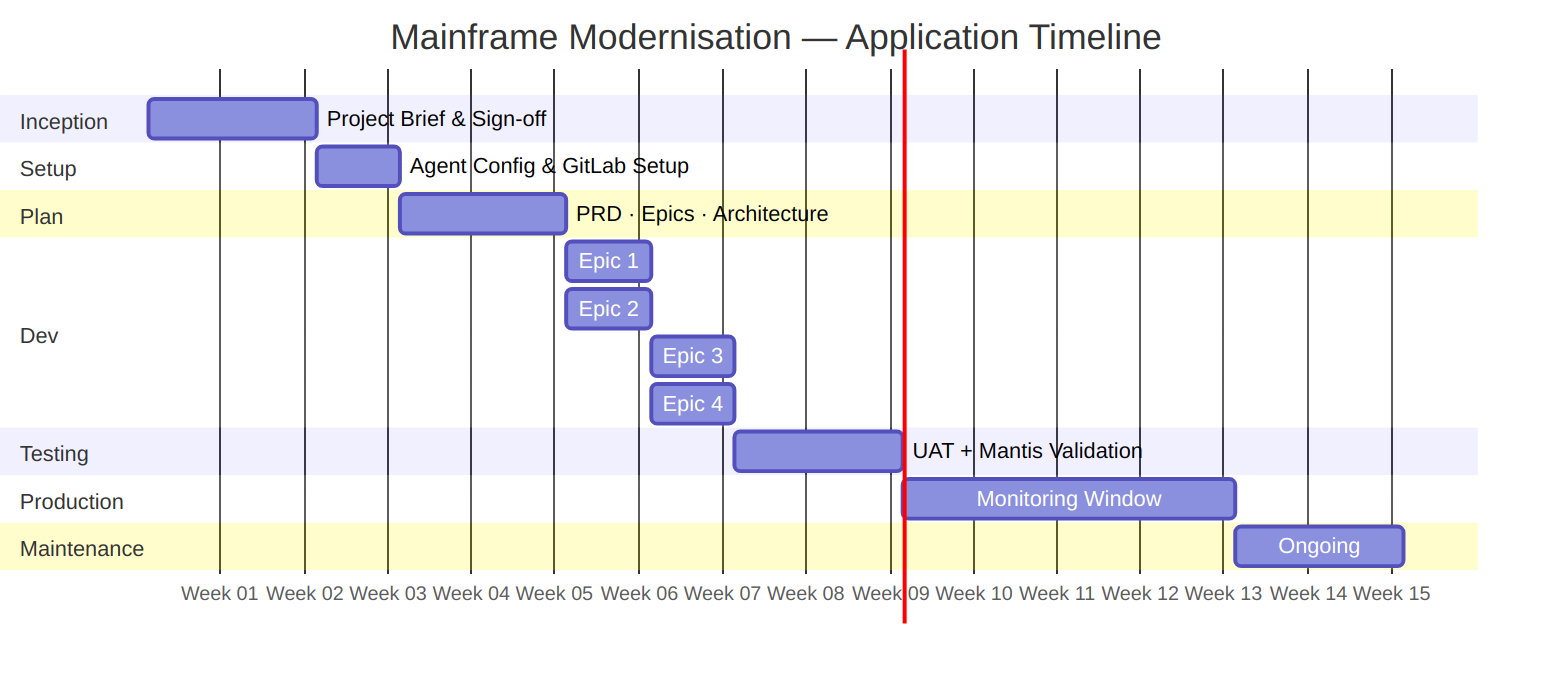 Mainframe Modernisation — Application Timeline
Inception
Project Brief & Sign-off
Setup
Agent Config & GitLab Setup
Plan
PRD · Epics · Architecture
Dev
Epic 1
Epic 2
Epic 3
Epic 4
Testing
UAT + Mantis Validation
Production
Monitoring Window
Maintenance
Ongoing
Week 01 Week 02 Week 03 Week 04 Week 05 Week 06 Week 07 Week 08 Week 09 Week 10 Week 11 Week 12 Week 13 Week 14 Week 15